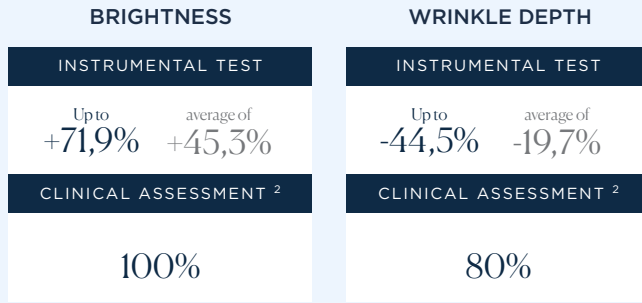 BRIGHTNESS
INSTRUMENTAL TEST
Up to average of
+71,9% +45,3%
CLINICAL ASSESSMENT ²
100%
WRINKLE DEPTH
INSTRUMENTAL TEST
Up to average of
-44,5% -19,7%
CLINICAL ASSESSMENT ²
80%